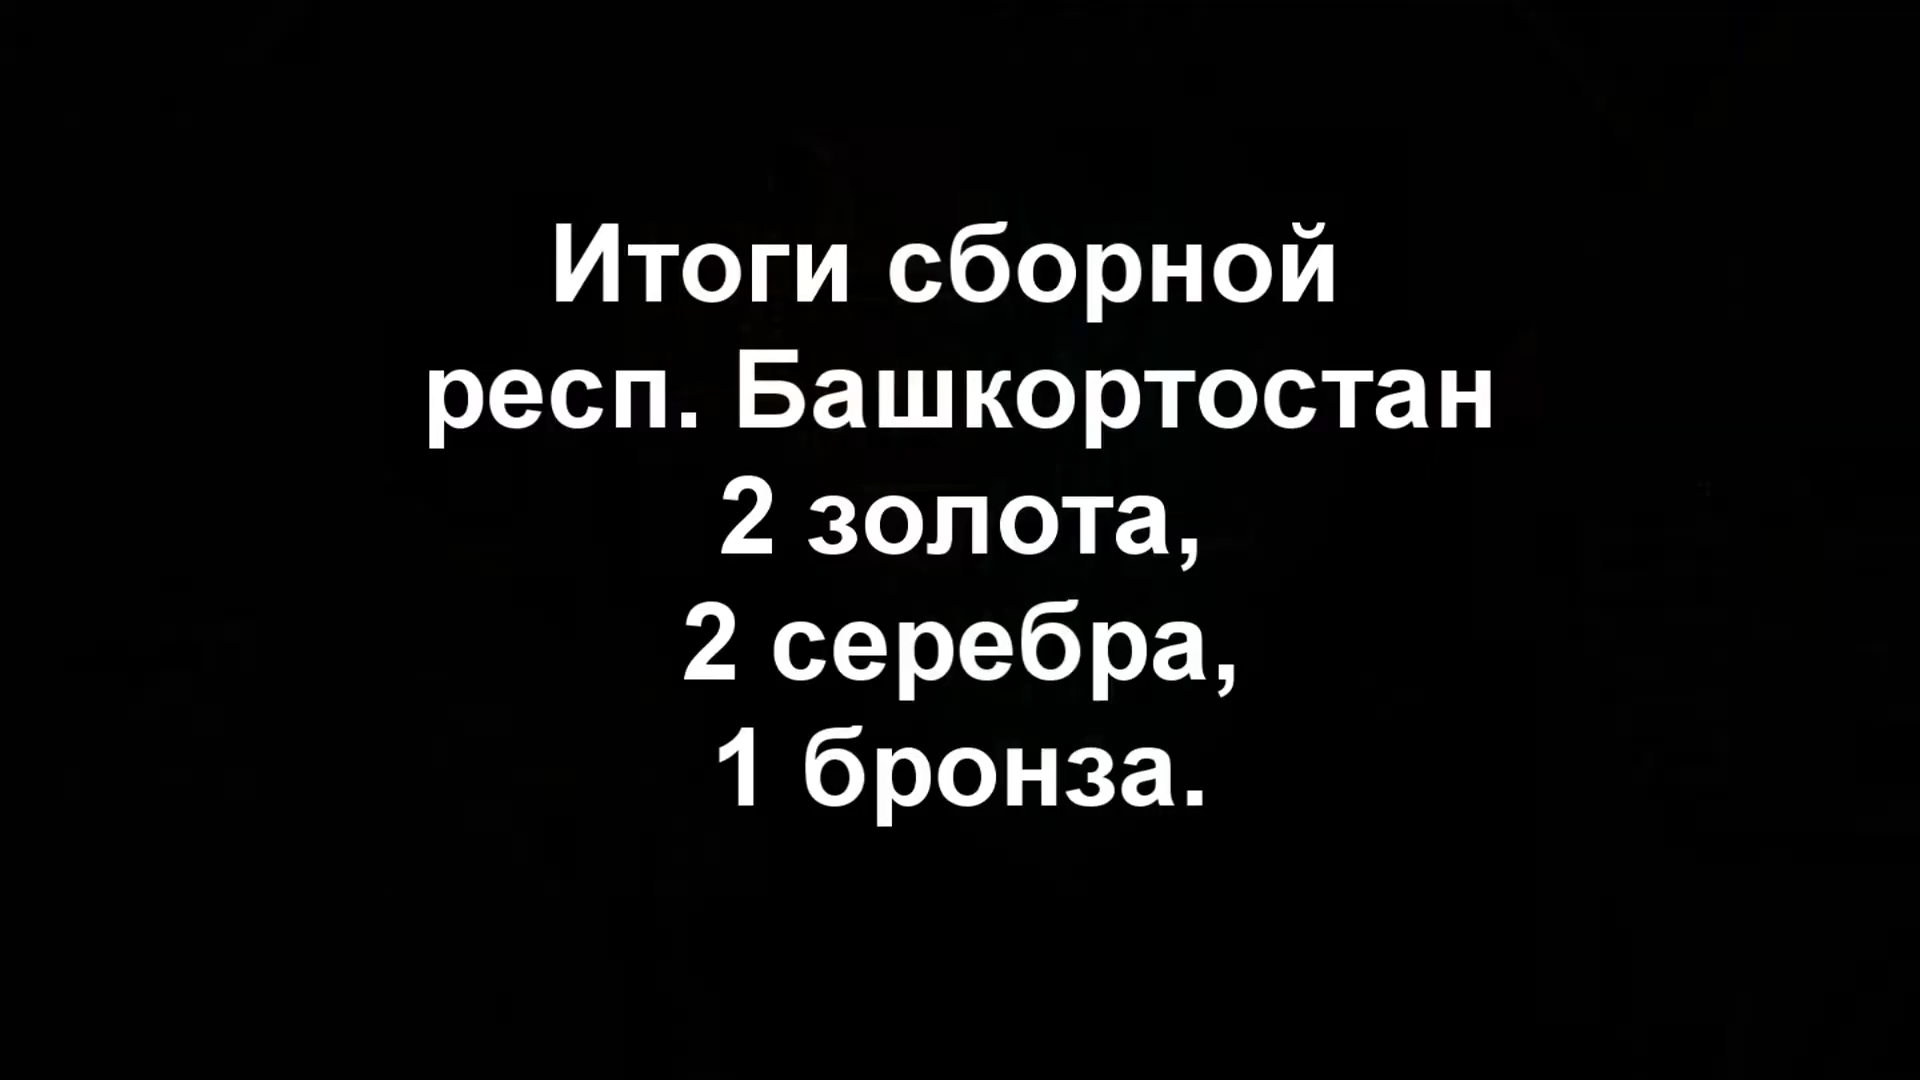 Итоги сборной
респ. Башкортостан
2 золота,
2 серебра,
1 бронза.